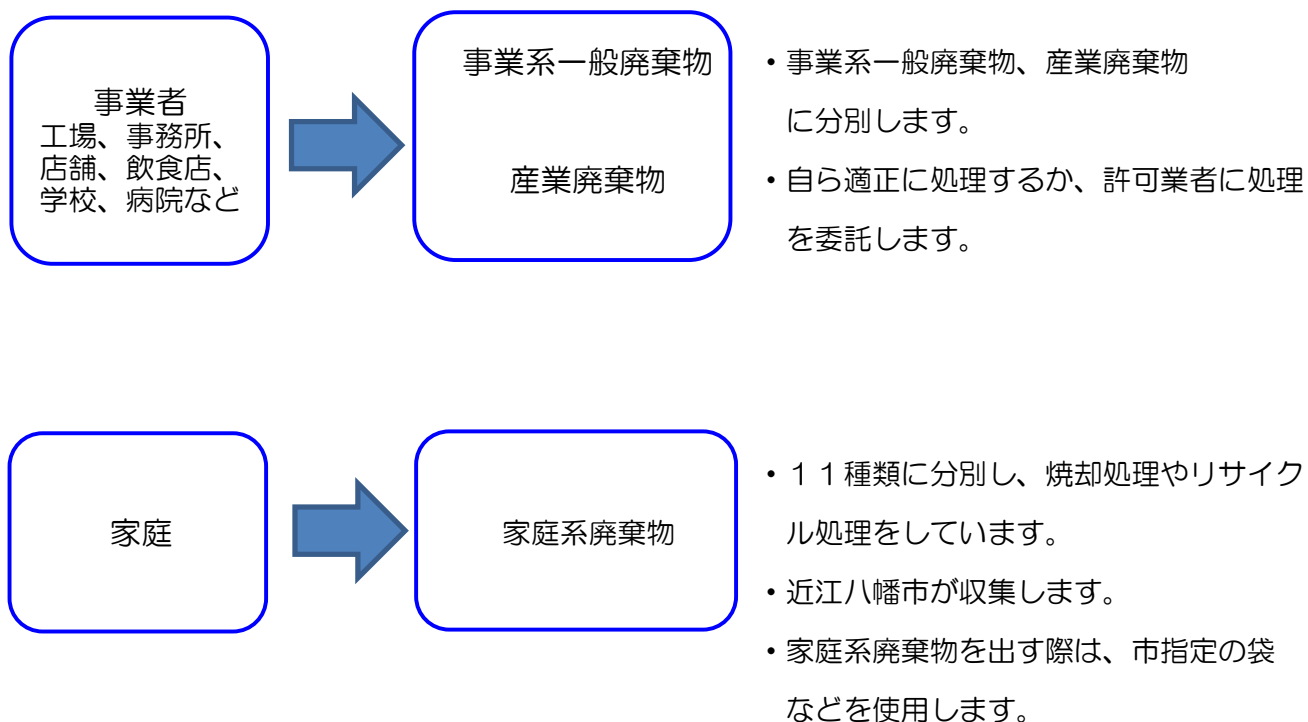 事業者
工場、事務所、
店舗、飲食店、
学校、病院など
事業系一般廃棄物
産業廃棄物
・事業系一般廃棄物、産業廃棄物
に分別します。
・自ら適正に処理するか、許可業者に処理
を委託します。
家庭
家庭系廃棄物
・１１種類に分別し、焼却処理やリサイク
ル処理をしています。
・近江八幡市が収集します。
・家庭系廃棄物を出す際は、市指定の袋
などを使用します。